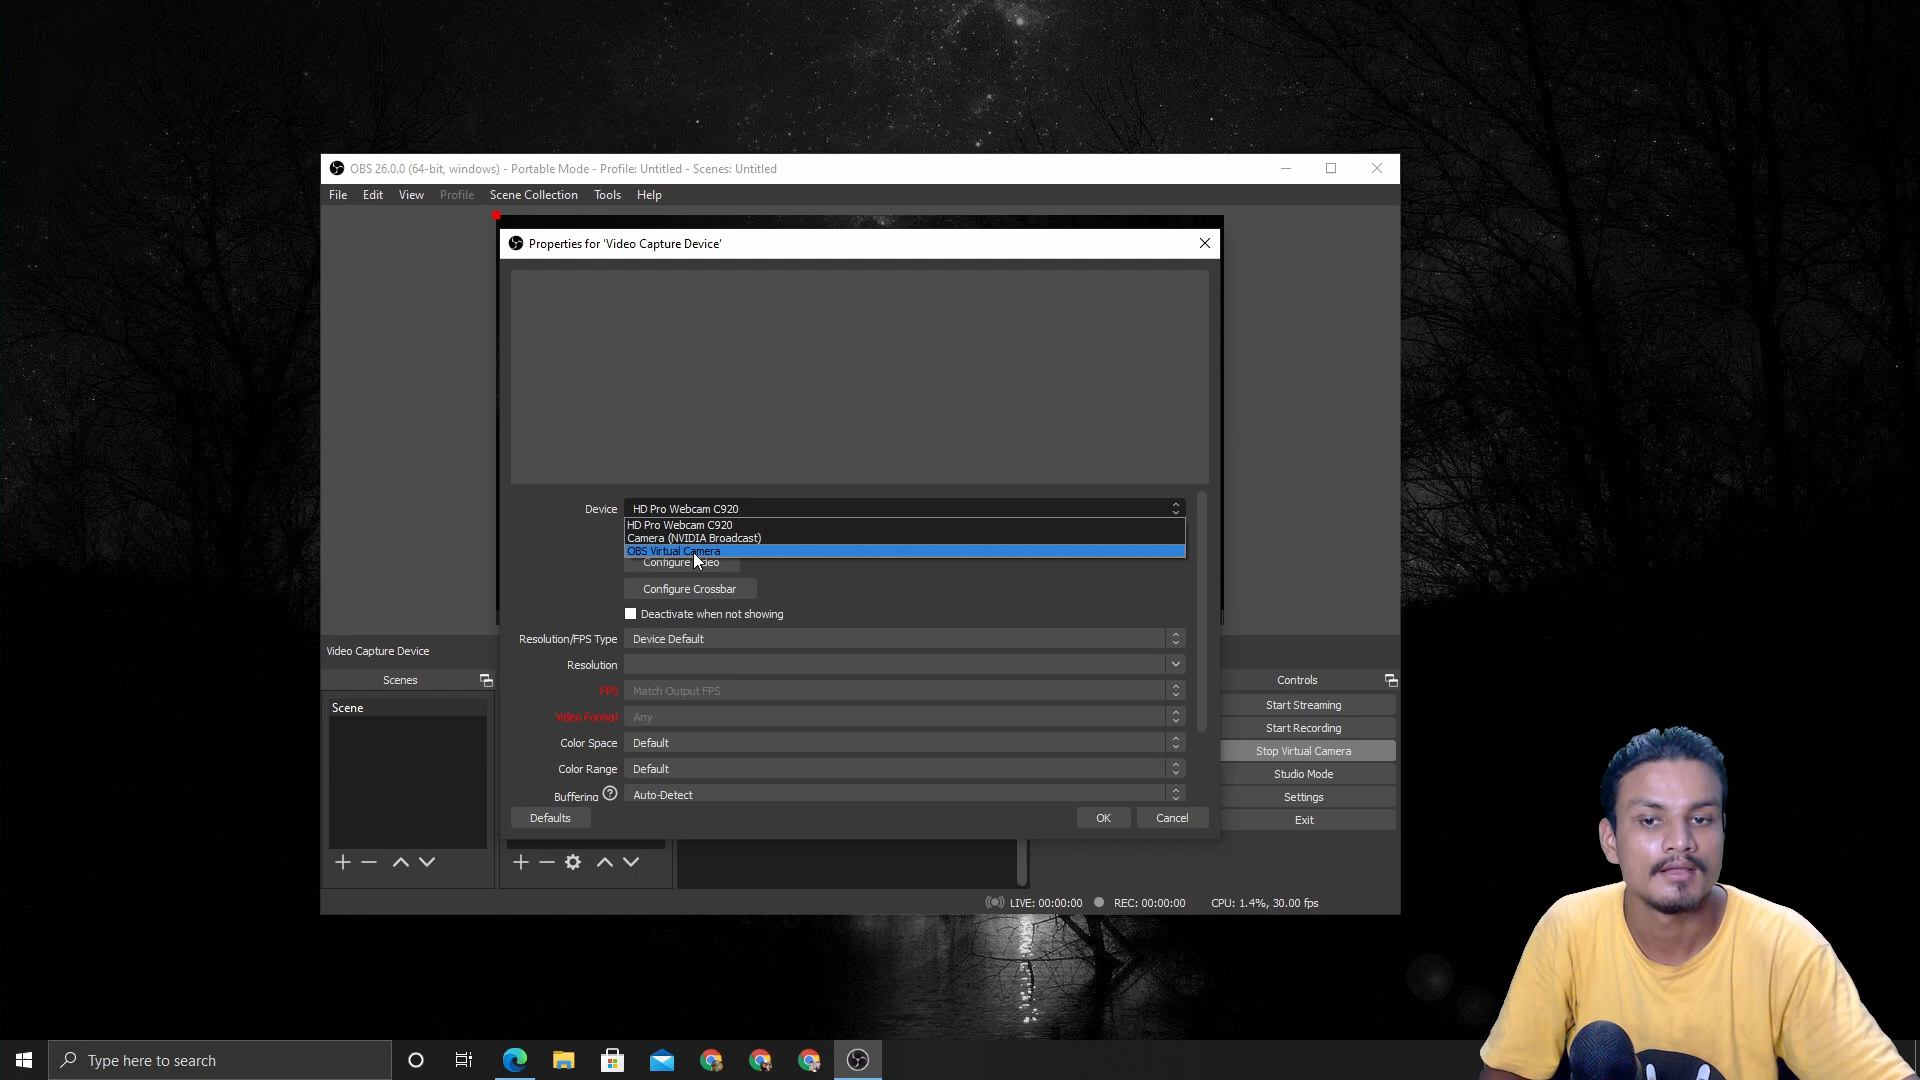 OBS 26.0.0 (64-bit, windows) - Portable Mode - Profile: Untitled - Scenes: Untitled
File Edit View Profile Scene Collection Tools Help
Properties for 'Video Capture Device'
Device HD Pro Webcam C920
HD Pro Webcam C920
Camera (NVIDIA Broadcast)
OBS Virtual Camera
Configure Video
Configure Crossbar
Deactivate when not showing
Resolution/FPS Type Device Default
Resolution
FPS Match Output FPS
Video Format Any
Color Space Default
Color Range Default
Buffering ? Auto-Detect
Defaults OK Cancel
Video Capture Device
Scenes
Scene
Controls
Start Streaming
Start Recording
Stop Virtual Camera
Studio Mode
Settings
Exit
LIVE: 00:00:00 REC: 00:00:00 CPU: 1.4%, 30.00 fps
Type here to search